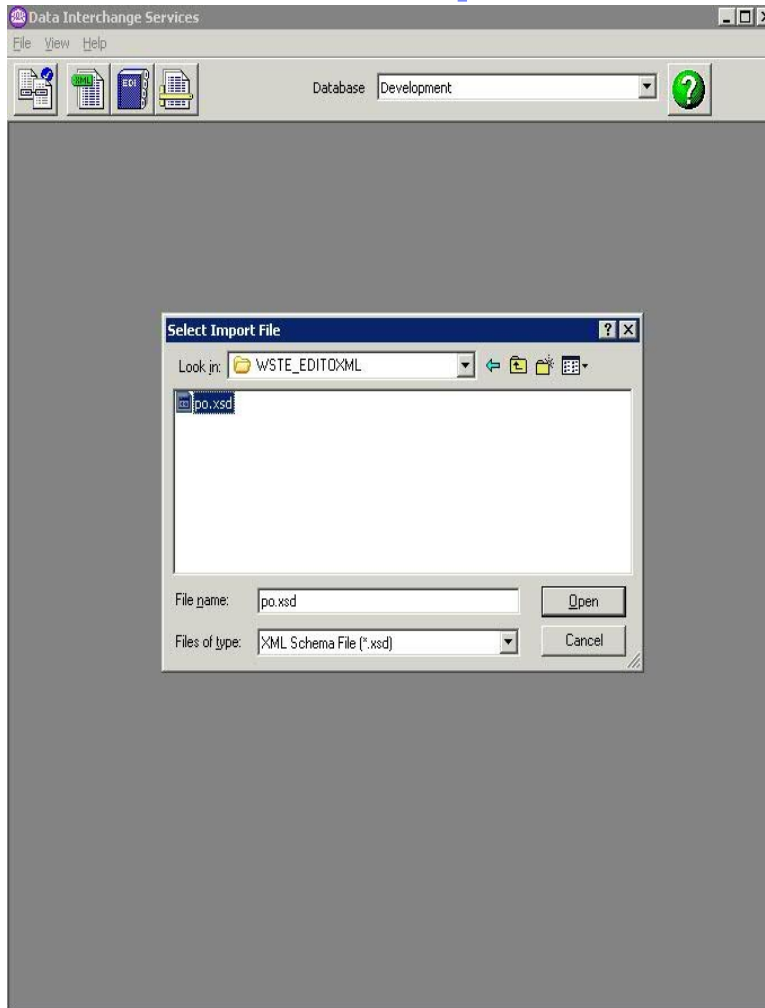 Data Interchange Services
File View Help
XML
EDI
Database Development
?
Select Import File
Look in: WSTE_EDITOXML
po.xsd
File name: po.xsd
Open
Files of type: XML Schema File (*.xsd)
Cancel